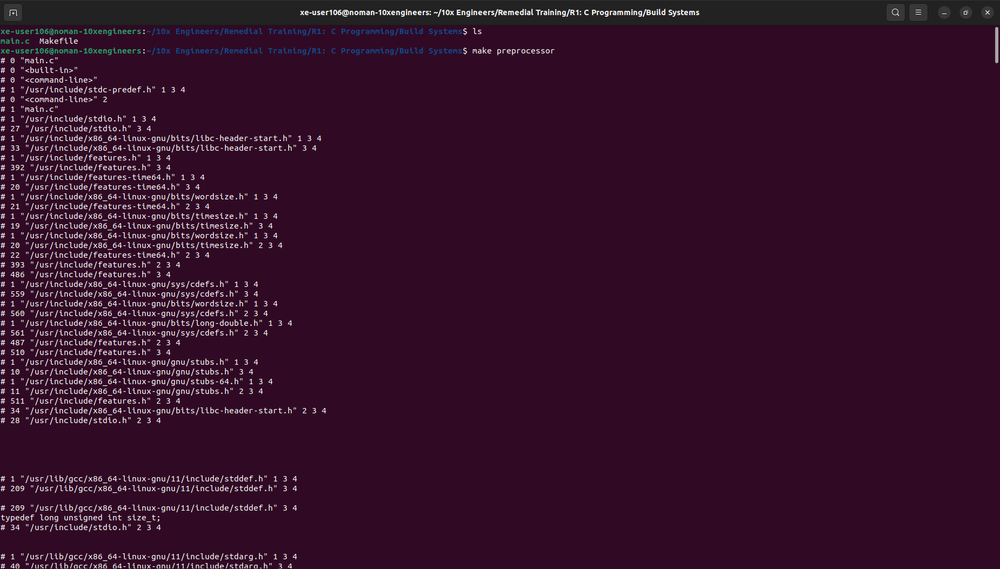 xe-user106@noman-10xengineers: ~/10x Engineers/Remedial Training/R1: C Programming/Build Systems
xe-user106@noman-10xengineers:~/10x Engineers/Remedial Training/R1: C Programming/Build Systems$ ls
main.c  Makefile
xe-user106@noman-10xengineers:~/10x Engineers/Remedial Training/R1: C Programming/Build Systems$ make preprocessor
# 0 "main.c"
# 0 "<built-in>"
# 0 "<command-line>"
# 1 "/usr/include/stdc-predef.h" 1 3 4
# 0 "<command-line>" 2
# 1 "main.c"
# 1 "/usr/include/stdio.h" 1 3 4
# 27 "/usr/include/stdio.h" 3 4
# 1 "/usr/include/x86_64-linux-gnu/bits/libc-header-start.h" 1 3 4
# 33 "/usr/include/x86_64-linux-gnu/bits/libc-header-start.h" 3 4
# 1 "/usr/include/features.h" 1 3 4
# 392 "/usr/include/features.h" 3 4
# 1 "/usr/include/features-time64.h" 1 3 4
# 20 "/usr/include/features-time64.h" 3 4
# 1 "/usr/include/x86_64-linux-gnu/bits/wordsize.h" 1 3 4
# 21 "/usr/include/features-time64.h" 2 3 4
# 1 "/usr/include/x86_64-linux-gnu/bits/timesize.h" 1 3 4
# 19 "/usr/include/x86_64-linux-gnu/bits/timesize.h" 3 4
# 1 "/usr/include/x86_64-linux-gnu/bits/wordsize.h" 1 3 4
# 20 "/usr/include/x86_64-linux-gnu/bits/timesize.h" 2 3 4
# 22 "/usr/include/features-time64.h" 2 3 4
# 393 "/usr/include/features.h" 2 3 4
# 486 "/usr/include/features.h" 3 4
# 1 "/usr/include/x86_64-linux-gnu/sys/cdefs.h" 1 3 4
# 559 "/usr/include/x86_64-linux-gnu/sys/cdefs.h" 3 4
# 1 "/usr/include/x86_64-linux-gnu/bits/wordsize.h" 1 3 4
# 560 "/usr/include/x86_64-linux-gnu/sys/cdefs.h" 2 3 4
# 1 "/usr/include/x86_64-linux-gnu/bits/long-double.h" 1 3 4
# 561 "/usr/include/x86_64-linux-gnu/sys/cdefs.h" 2 3 4
# 487 "/usr/include/features.h" 2 3 4
# 510 "/usr/include/features.h" 3 4
# 1 "/usr/include/x86_64-linux-gnu/gnu/stubs.h" 1 3 4
# 10 "/usr/include/x86_64-linux-gnu/gnu/stubs.h" 3 4
# 1 "/usr/include/x86_64-linux-gnu/gnu/stubs-64.h" 1 3 4
# 11 "/usr/include/x86_64-linux-gnu/gnu/stubs.h" 2 3 4
# 511 "/usr/include/features.h" 2 3 4
# 34 "/usr/include/x86_64-linux-gnu/bits/libc-header-start.h" 2 3 4
# 28 "/usr/include/stdio.h" 2 3 4
# 1 "/usr/lib/gcc/x86_64-linux-gnu/11/include/stddef.h" 1 3 4
# 209 "/usr/lib/gcc/x86_64-linux-gnu/11/include/stddef.h" 3 4
# 209 "/usr/lib/gcc/x86_64-linux-gnu/11/include/stddef.h" 3 4
typedef long unsigned int size_t;
# 34 "/usr/include/stdio.h" 2 3 4
# 1 "/usr/lib/gcc/x86_64-linux-gnu/11/include/stdarg.h" 1 3 4
# 40 "/usr/lib/gcc/x86_64-linux-gnu/11/include/stdarg.h" 3 4